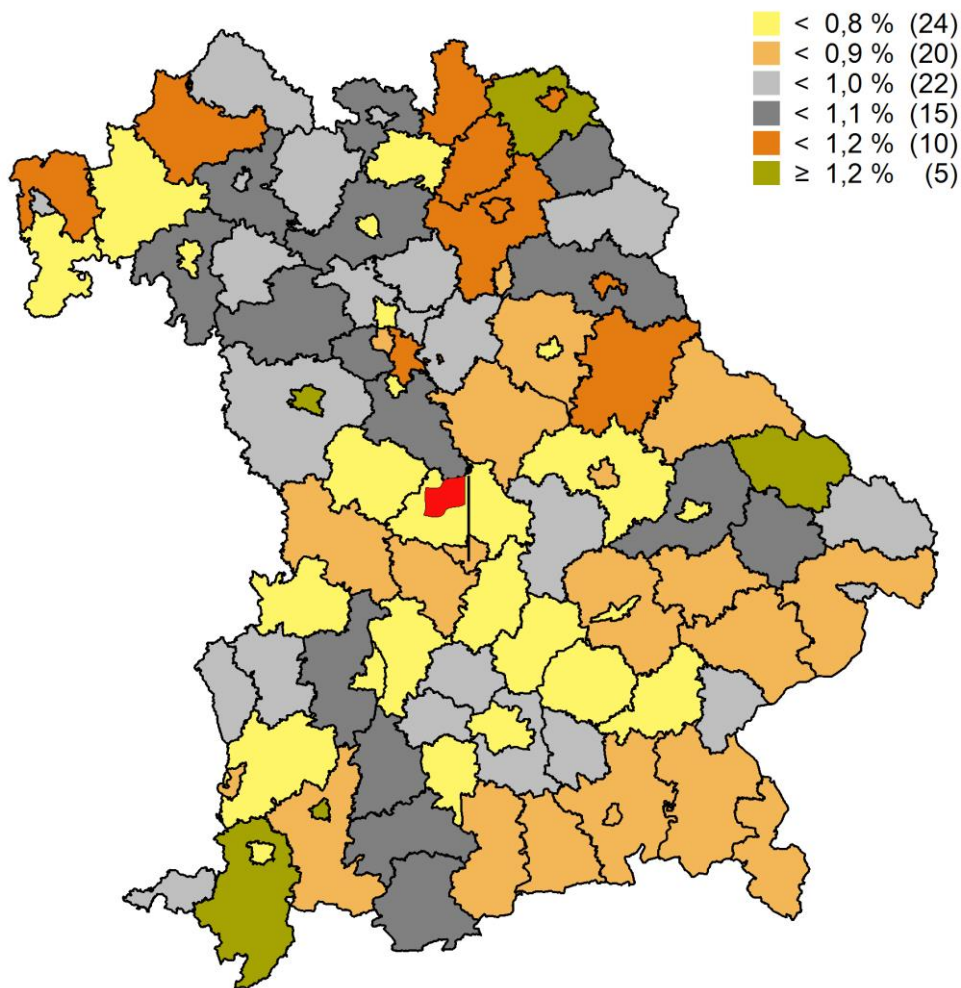 < 0,8 % (24)
< 0,9 % (20)
< 1,0 % (22)
< 1,1 % (15)
< 1,2 % (10)
≥ 1,2 % (5)